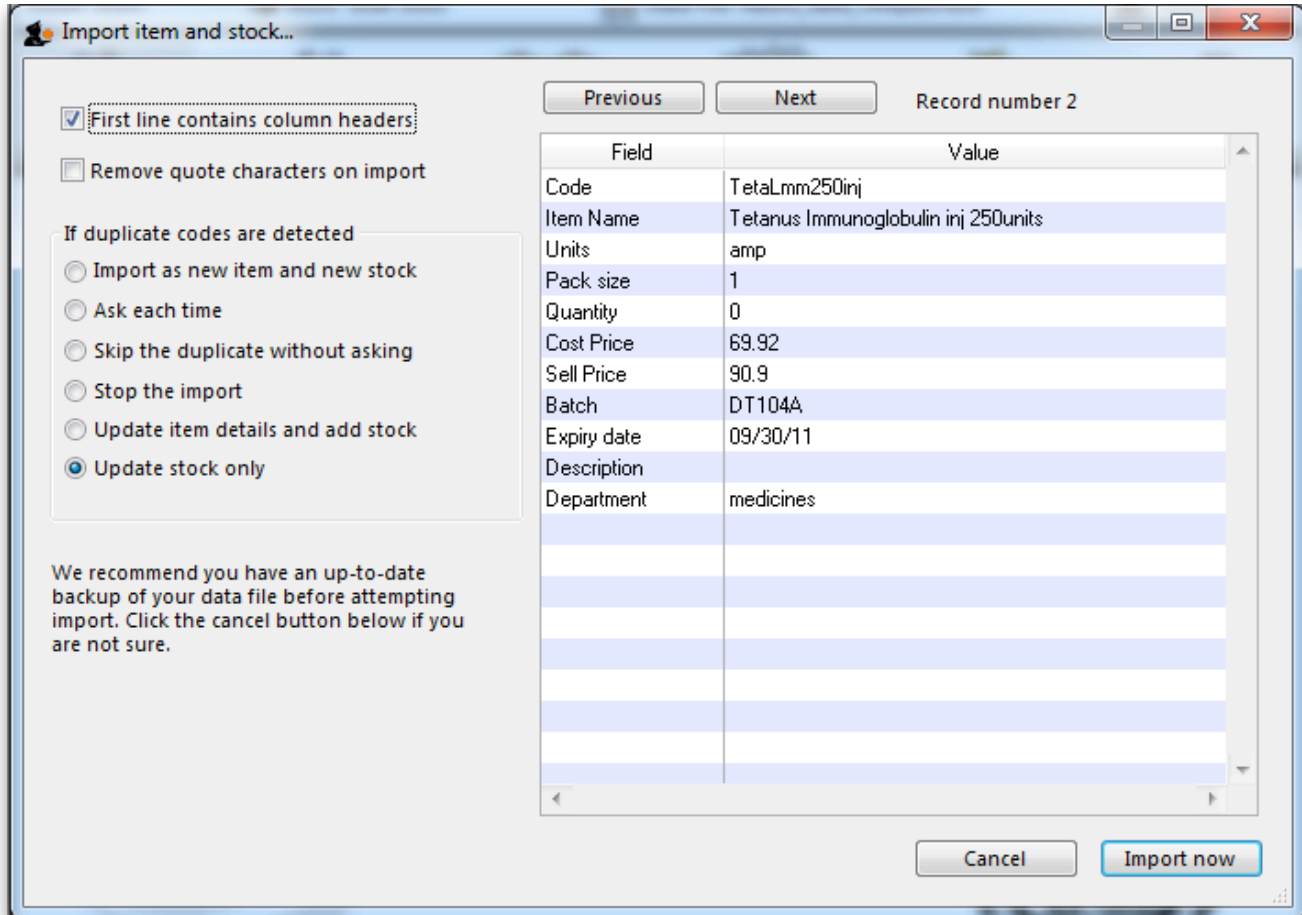 Import item and stock...
First line contains column headers
Remove quote characters on import
If duplicate codes are detected
Import as new item and new stock
Ask each time
Skip the duplicate without asking
Stop the import
Update item details and add stock
Update stock only
We recommend you have an up-to-date
backup of your data file before attempting
import. Click the cancel button below if you
are not sure.
Previous Next Record number 2
Field Value
Code TetaLmm250inj
Item Name Tetanus Immunoglobulin inj 250units
Units amp
Pack size 1
Quantity 0
Cost Price 69.92
Sell Price 90.9
Batch DT104A
Expiry date 09/30/11
Description
Department medicines
Cancel Import now